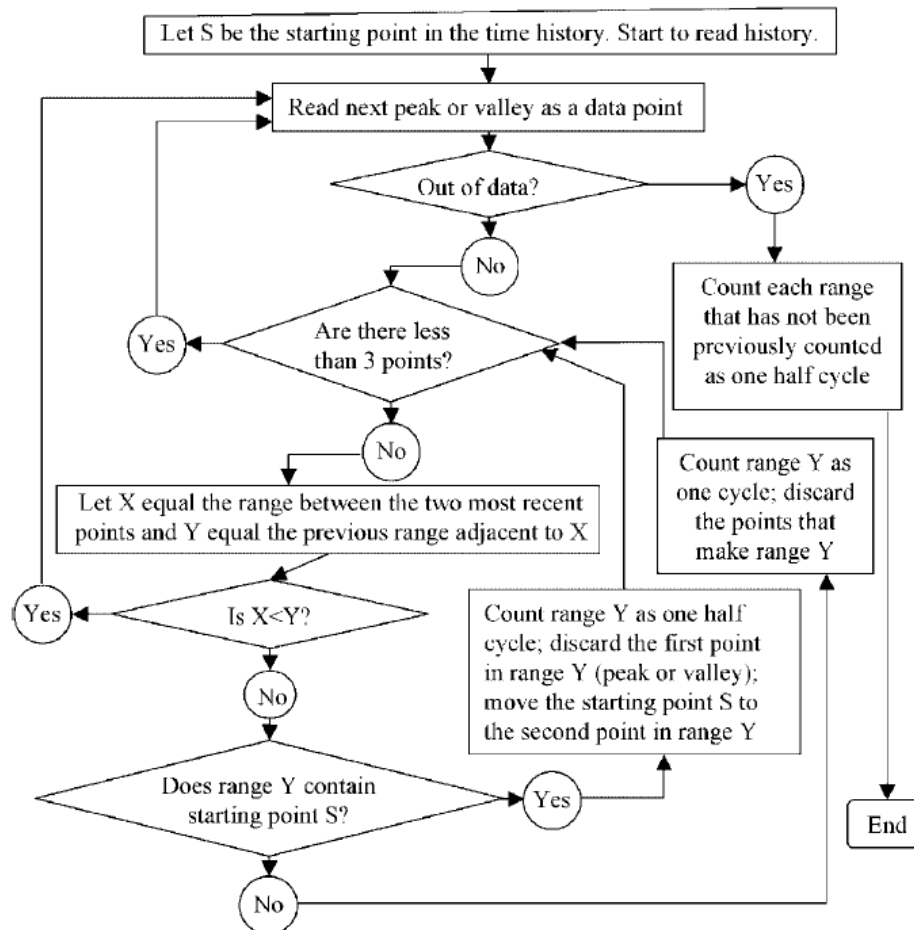 Let S be the starting point in the time history. Start to read history.
Read next peak or valley as a data point
Out of data?
Yes
No
Count each range
that has not been
previously counted
as one half cycle
Are there less
than 3 points?
Yes
No
Count range Y as
one cycle; discard
the points that
make range Y
Let X equal the range between the two most recent
points and Y equal the previous range adjacent to X
Is X<Y?
Yes
No
Count range Y as one half
cycle; discard the first point
in range Y (peak or valley);
move the starting point S to
the second point in range Y
Does range Y contain
starting point S?
Yes
No
End